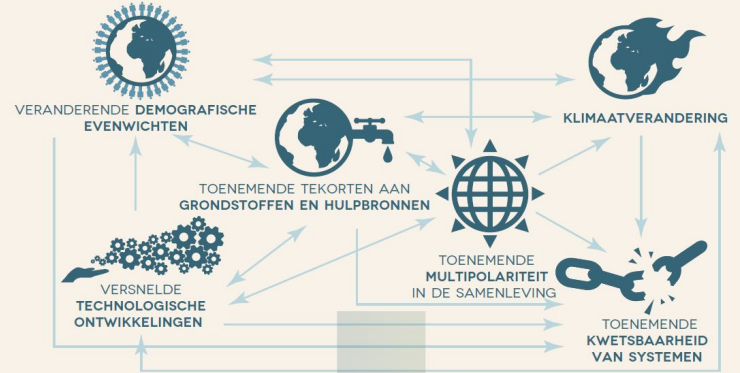 VERANDERENDE DEMOGRAFISCHE
EVENWICHTEN
KLIMAATVERANDERING
TOENEMENDE TEKORTEN AAN
GRONDSTOFFEN EN HULPBRONNEN
TOENEMENDE
MULTIPOLARITEIT
IN DE SAMENLEVING
VERSNELDE
TECHNOLOGISCHE
ONTWIKKELINGEN
TOENEMENDE
KWETSBAARHEID
VAN SYSTEMEN